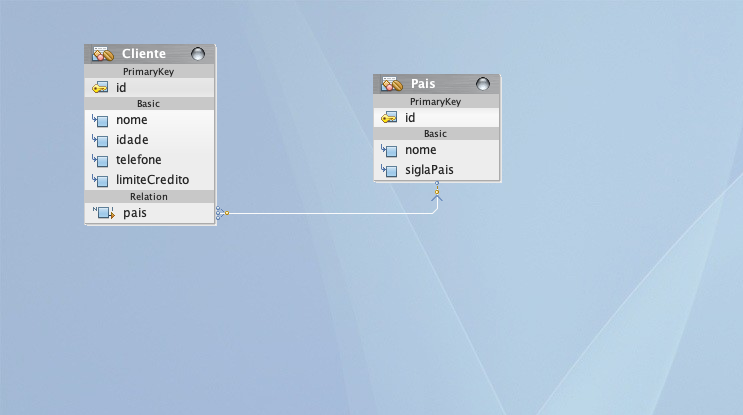 Cliente
PrimaryKey
id
Basic
nome
idade
telefone
limiteCredito
Relation
pais
Pais
PrimaryKey
id
Basic
nome
siglaPais